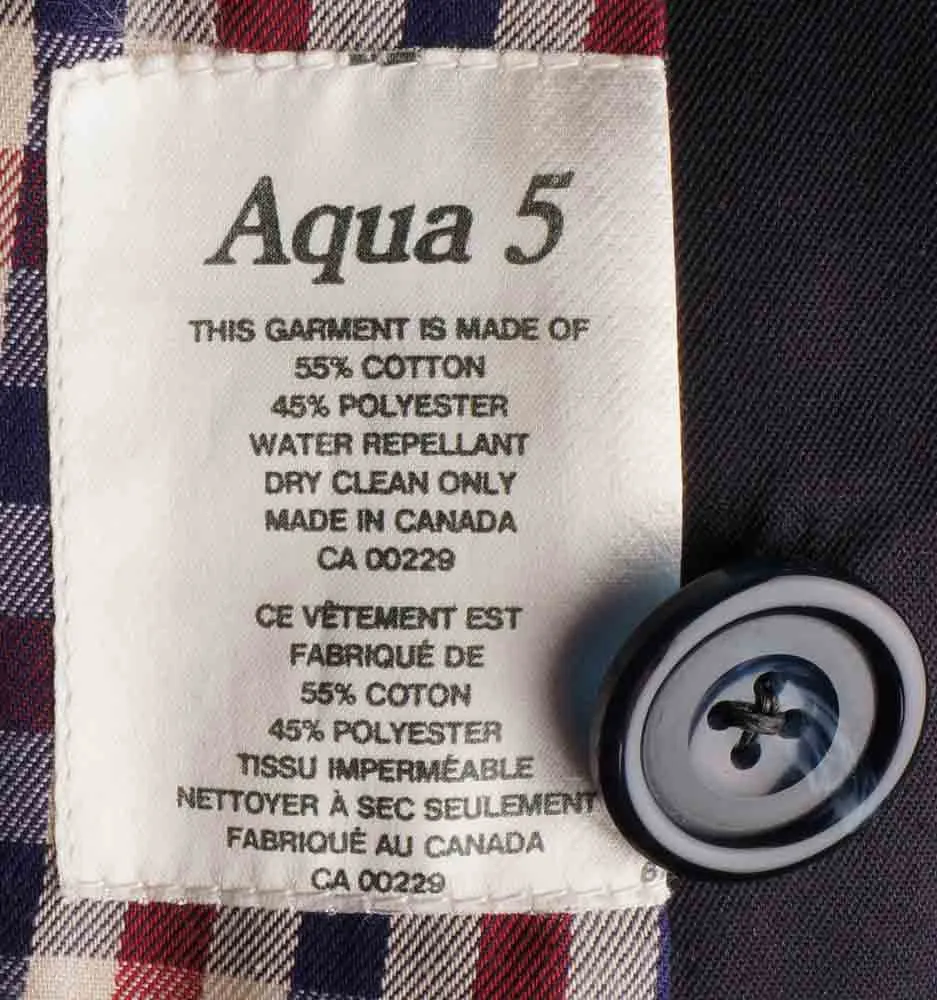 Aqua 5
THIS GARMENT IS MADE OF
55% COTTON
45% POLYESTER
WATER REPELLANT
DRY CLEAN ONLY
MADE IN CANADA
CA 00229
CE VÊTEMENT EST
FABRIQUÉ DE
55% COTON
45% POLYESTER
TISSU IMPERMÉABLE
NETTOYER À SEC SEULEMENT
FABRIQUÉ AU CANADA
CA 00229